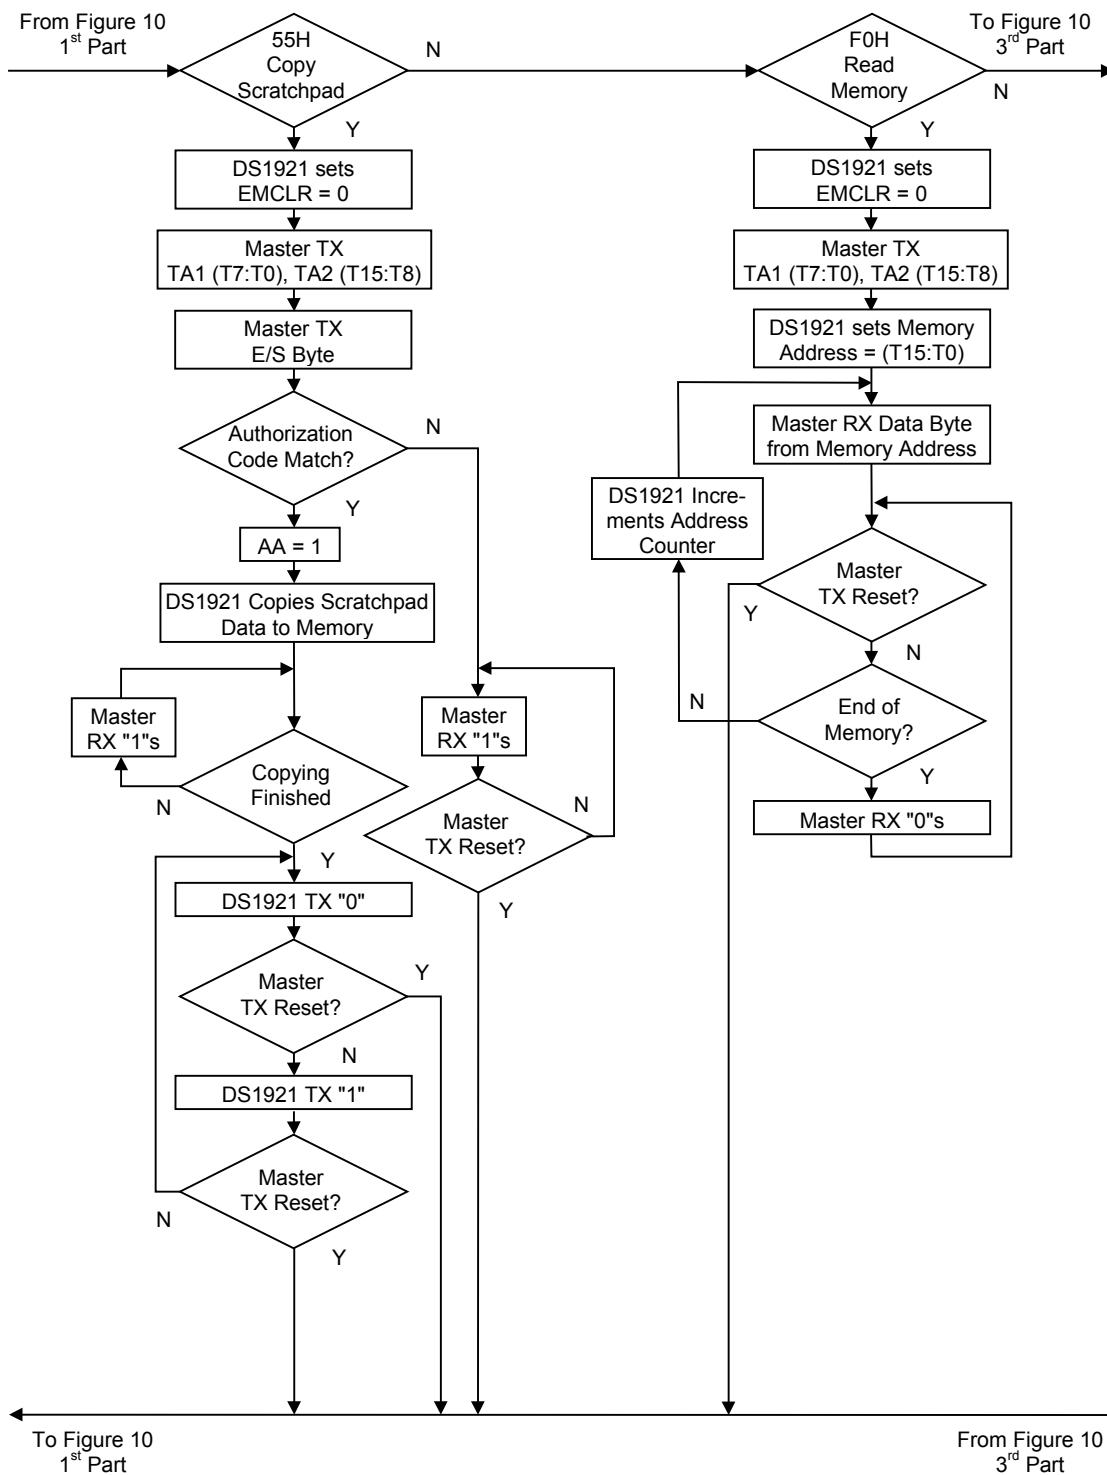 From Figure 10
1st Part
55H
Copy
Scratchpad
N
Y
F0H
Read
Memory
N
Y
To Figure 10
3rd Part
DS1921 sets
EMCLR = 0
Master TX
TA1 (T7:T0), TA2 (T15:T8)
Master TX
E/S Byte
Authorization
Code Match?
N
Y
AA = 1
DS1921 Copies Scratchpad
Data to Memory
Master
RX "1"s
Copying
Finished
N
Y
DS1921 TX "0"
Master
TX Reset?
Y
N
DS1921 TX "1"
Master
TX Reset?
N
Y
Master
RX "1"s
Master
TX Reset?
N
Y
DS1921 sets
EMCLR = 0
Master TX
TA1 (T7:T0), TA2 (T15:T8)
DS1921 sets Memory
Address = (T15:T0)
Master RX Data Byte
from Memory Address
DS1921 Incre-
ments Address
Counter
Master
TX Reset?
Y
N
End of
Memory?
N
Y
Master RX "0"s
To Figure 10
1st Part
From Figure 10
3rd Part